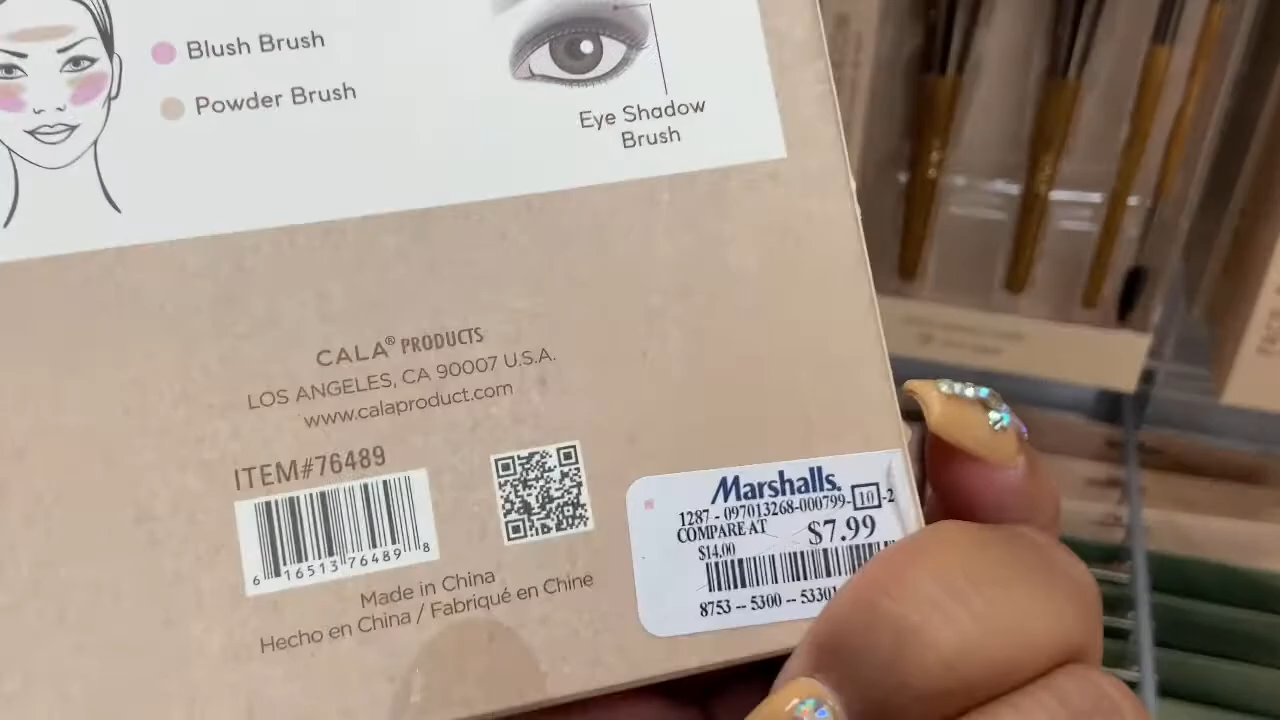 Blush Brush
Powder Brush
Eye Shadow
Brush
CALA® PRODUCTS
LOS ANGELES, CA 90007 U.S.A.
www.calaproduct.com
ITEM#76489
6 16513 76489 8
Made in China
Hecho en China / Fabriqué en Chine
Marshalls.
1287 - 097013268-000799-10-2
COMPARE AT $7.99
$14.00
8753 -- 5300 -- 53301